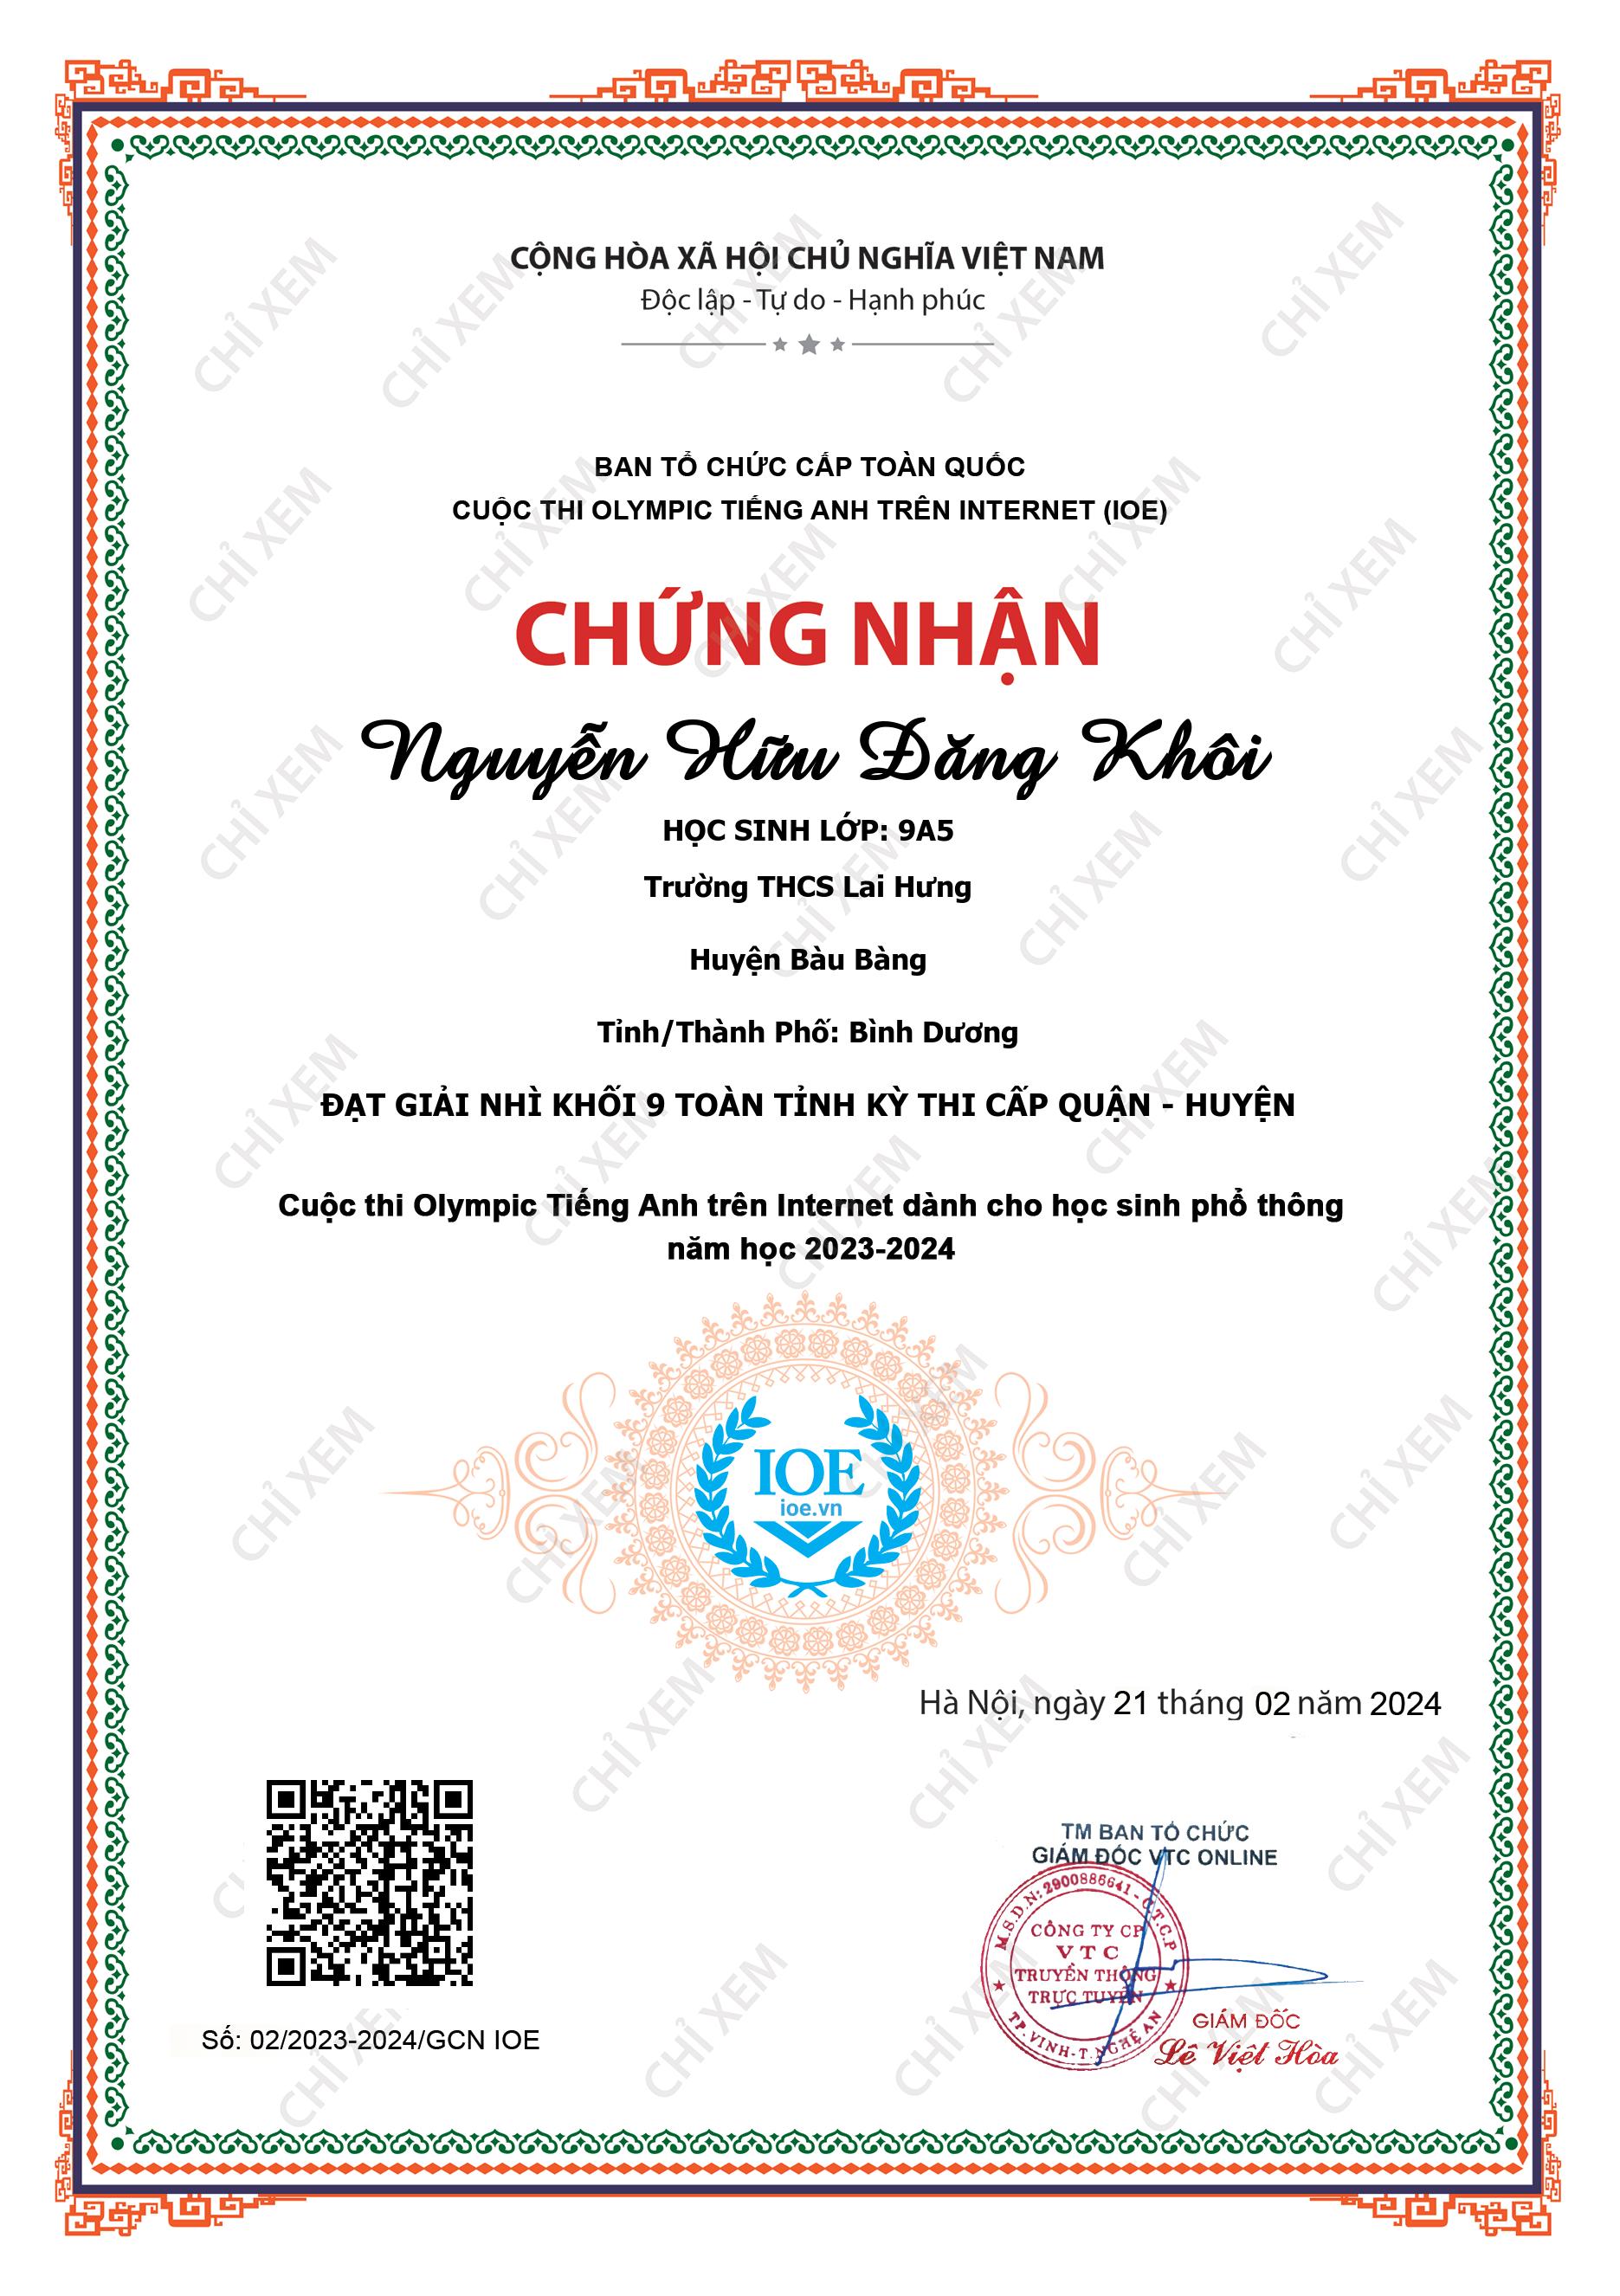 CỘNG HÒA XÃ HỘI CHỦ NGHĨA VIỆT NAM
Độc lập - Tự do - Hạnh phúc
BAN TỔ CHỨC CẤP TOÀN QUỐC
CUỘC THI OLYMPIC TIẾNG ANH TRÊN INTERNET (IOE)
CHỨNG NHẬN
Nguyễn Hữu Đăng Khôi
HỌC SINH LỚP: 9A5
Trường THCS Lai Hưng
Huyện Bàu Bàng
Tỉnh/Thành Phố: Bình Dương
ĐẠT GIẢI NHÌ KHỐI 9 TOÀN TỈNH KỲ THI CẤP QUẬN - HUYỆN
Cuộc thi Olympic Tiếng Anh trên Internet dành cho học sinh phổ thông
năm học 2023-2024
IOE
ioe.vn
Hà Nội, ngày 21 tháng 02 năm 2024
TM BAN TỔ CHỨC
GIÁM ĐỐC VTC ONLINE
M.S.D.N: 2900886641 - C.T.C.P
CÔNG TY CP
VTC
TRUYỀN THÔNG
TRỰC TUYẾN
TP. VINH - T. NGHỆ AN
GIÁM ĐỐC
Lê Việt Hòa
Số: 02/2023-2024/GCN IOE
CHỈ XEM